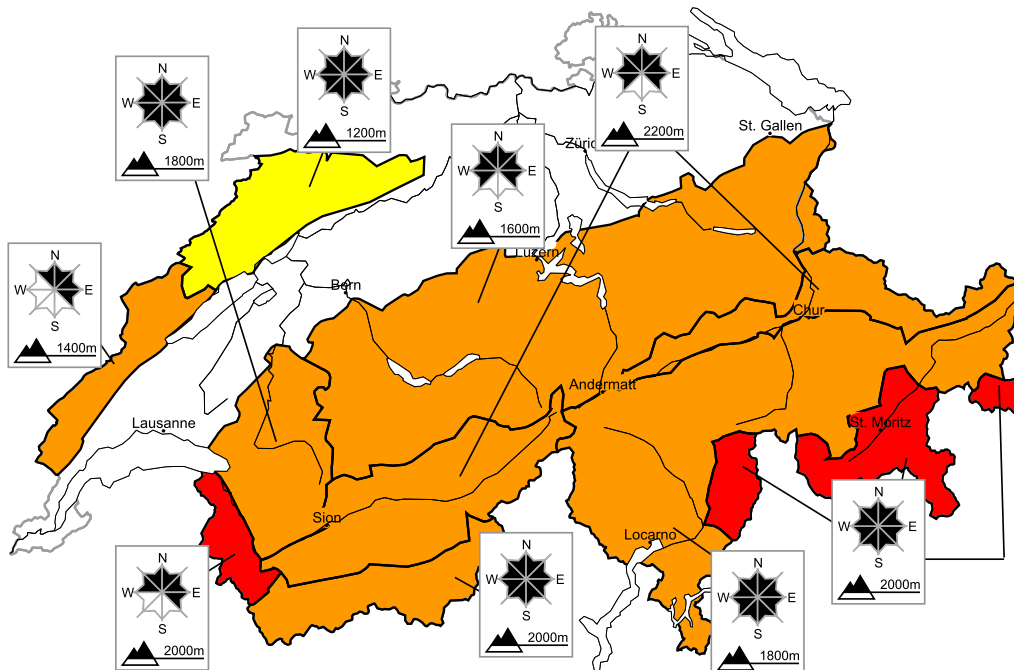 N
W E
S
1800m
N
W E
S
1200m
N
W E
S
1600m
N
W E
S
2200m
N
W E
S
1400m
St. Gallen
Luzern
Bern
Chur
Andermatt
Lausanne
St. Moritz
Sion
Locarno
N
W E
S
2000m
N
W E
S
2000m
N
W E
S
1800m
N
W E
S
2000m